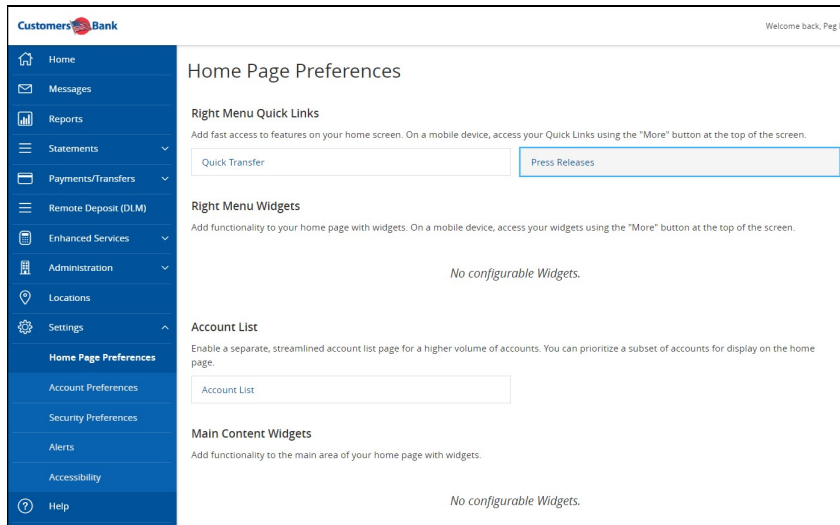 Customers Bank
Welcome back, Peg
Home
Messages
Reports
Statements
Payments/Transfers
Remote Deposit (DLM)
Enhanced Services
Administration
Locations
Settings
Home Page Preferences
Account Preferences
Security Preferences
Alerts
Accessibility
Help
Home Page Preferences
Right Menu Quick Links
Add fast access to features on your home screen. On a mobile device, access your Quick Links using the "More" button at the top of the screen.
Quick Transfer
Press Releases
Right Menu Widgets
Add functionality to your home page with widgets. On a mobile device, access your widgets using the "More" button at the top of the screen.
No configurable Widgets.
Account List
Enable a separate, streamlined account list page for a higher volume of accounts. You can prioritize a subset of accounts for display on the home
page.
Account List
Main Content Widgets
Add functionality to the main area of your home page with widgets.
No configurable Widgets.